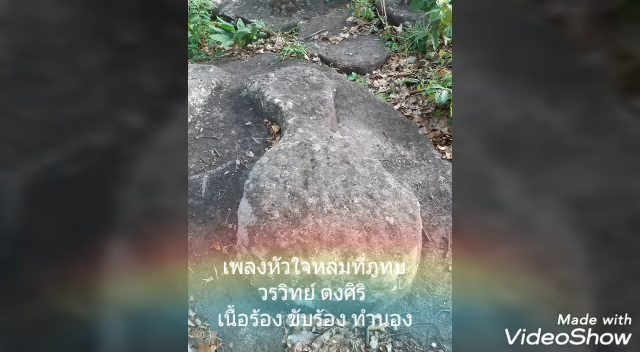 เพลงหัวใจหล่มที่ภูทบ
วรวิทย์ ดงศิริ
เนื้อร้อง ขับร้อง ทำนอง
Made with
VideoShow